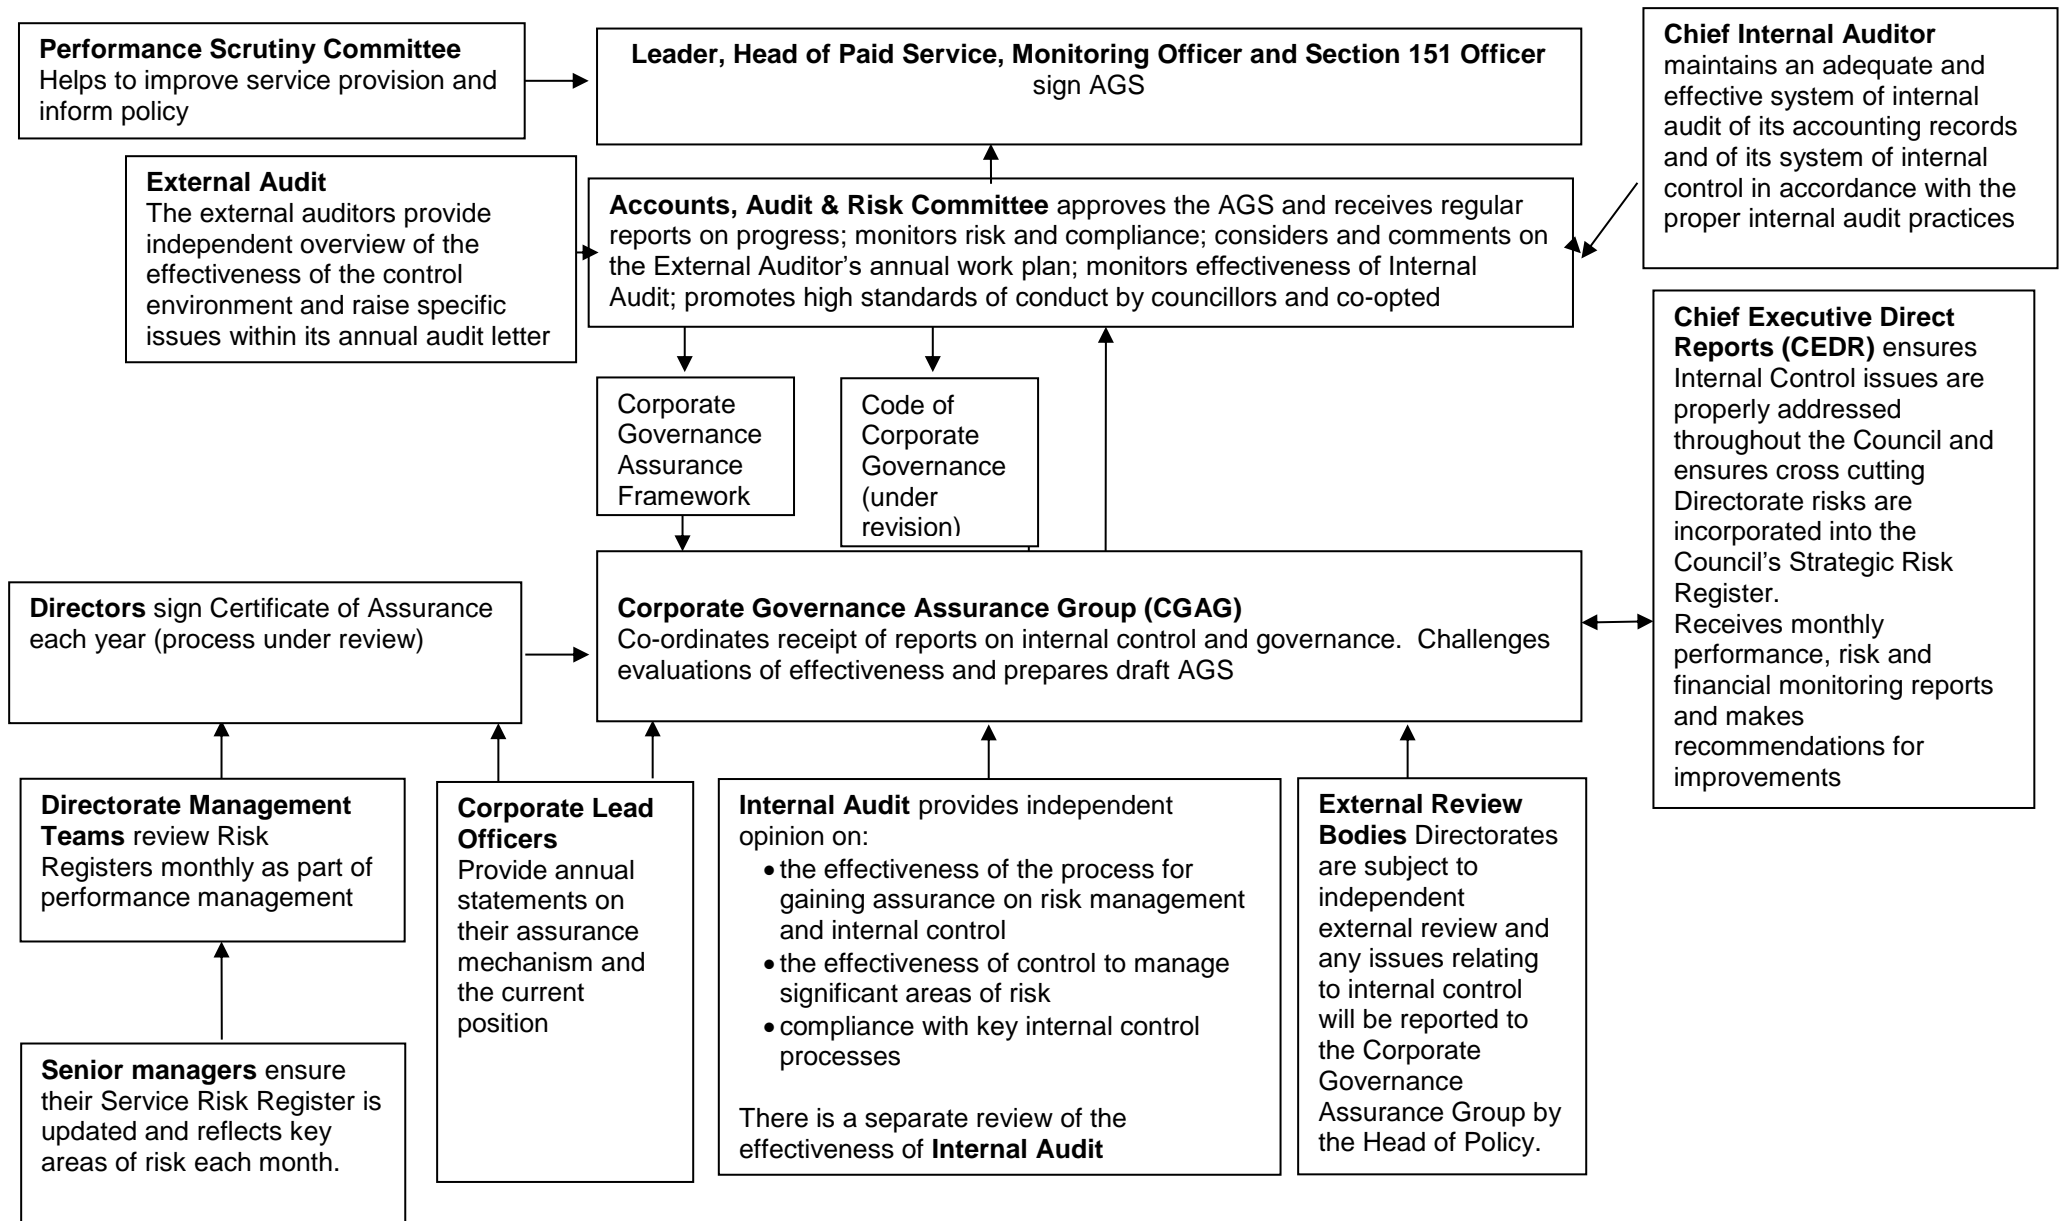 Performance Scrutiny Committee
Helps to improve service provision and
inform policy
Leader, Head of Paid Service, Monitoring Officer and Section 151 Officer
sign AGS
Chief Internal Auditor
maintains an adequate and
effective system of internal
audit of its accounting records
and of its system of internal
control in accordance with the
proper internal audit practices
External Audit
The external auditors provide
independent overview of the
effectiveness of the control
environment and raise specific
issues within its annual audit letter
Accounts, Audit & Risk Committee approves the AGS and receives regular
reports on progress; monitors risk and compliance; considers and comments on
the External Auditor’s annual work plan; monitors effectiveness of Internal
Audit; promotes high standards of conduct by councillors and co-opted
Chief Executive Direct
Reports (CEDR) ensures
Internal Control issues are
properly addressed
throughout the Council and
ensures cross cutting
Directorate risks are
incorporated into the
Council’s Strategic Risk
Register.
Receives monthly
performance, risk and
financial monitoring reports
and makes
recommendations for
improvements
Corporate
Governance
Assurance
Framework
Code of
Corporate
Governance
(under
revision)
Directors sign Certificate of Assurance
each year (process under review)
Corporate Governance Assurance Group (CGAG)
Co-ordinates receipt of reports on internal control and governance.  Challenges
evaluations of effectiveness and prepares draft AGS
Directorate Management
Teams review Risk
Registers monthly as part of
performance management
Corporate Lead
Officers
Provide annual
statements on
their assurance
mechanism and
the current
position
Internal Audit provides independent
opinion on:
• the effectiveness of the process for
gaining assurance on risk management
and internal control
• the effectiveness of control to manage
significant areas of risk
• compliance with key internal control
processes
There is a separate review of the
effectiveness of Internal Audit
External Review
Bodies Directorates
are subject to
independent
external review and
any issues relating
to internal control
will be reported to
the Corporate
Governance
Assurance Group by
the Head of Policy.
Senior managers ensure
their Service Risk Register is
updated and reflects key
areas of risk each month.